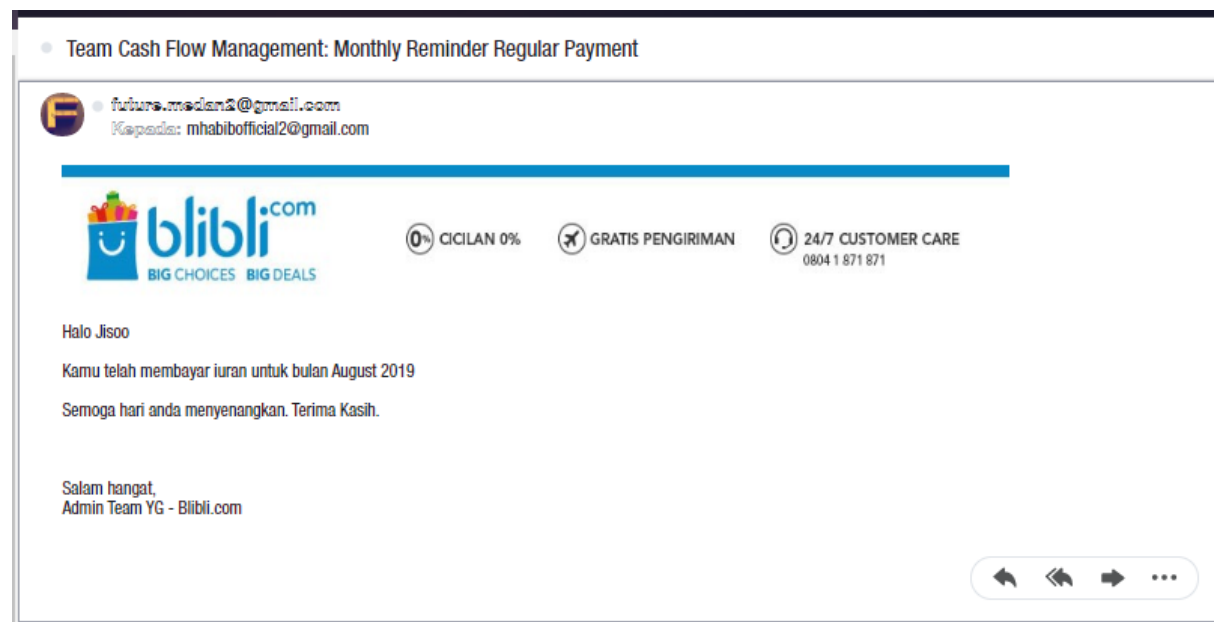 Team Cash Flow Management: Monthly Reminder Regular Payment
F
future.medan2@gmail.com
Kepada: mhabibofficial2@gmail.com
blibli.com
BIG CHOICES BIG DEALS
0% CICILAN 0%
GRATIS PENGIRIMAN
24/7 CUSTOMER CARE
0804 1 871 871
Halo Jisoo
Kamu telah membayar iuran untuk bulan August 2019
Semoga hari anda menyenangkan. Terima Kasih.
Salam hangat,
Admin Team YG - Blibli.com